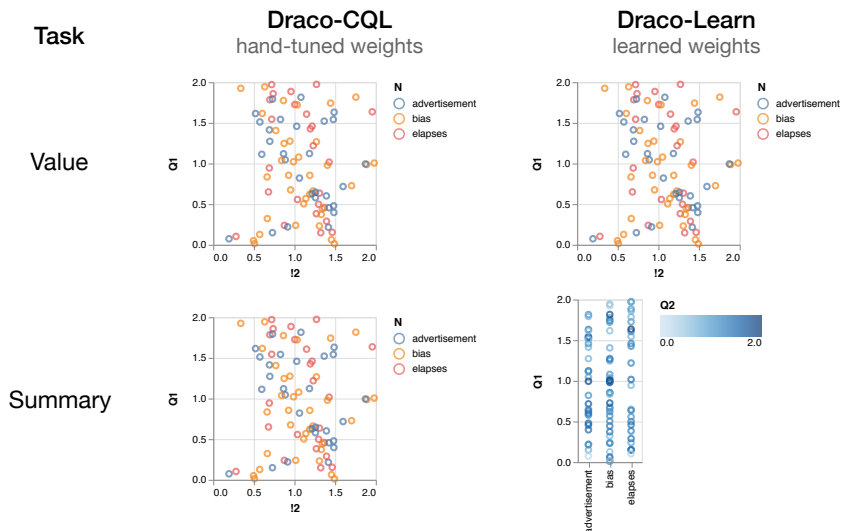 Task
Draco-CQL
hand-tuned weights
Draco-Learn
learned weights
Value
2.0
1.5
1.0
0.5
0.0
Q1
0.0 0.5 1.0 1.5 2.0
!2
N
advertisement
bias
elapses
2.0
1.5
1.0
0.5
0.0
Q1
0.0 0.5 1.0 1.5 2.0
!2
N
advertisement
bias
elapses
Summary
2.0
1.5
1.0
0.5
0.0
Q1
0.0 0.5 1.0 1.5 2.0
!2
N
advertisement
bias
elapses
2.0
1.5
1.0
0.5
0.0
Q1
advertisement
bias
elapses
Q2
0.0 2.0